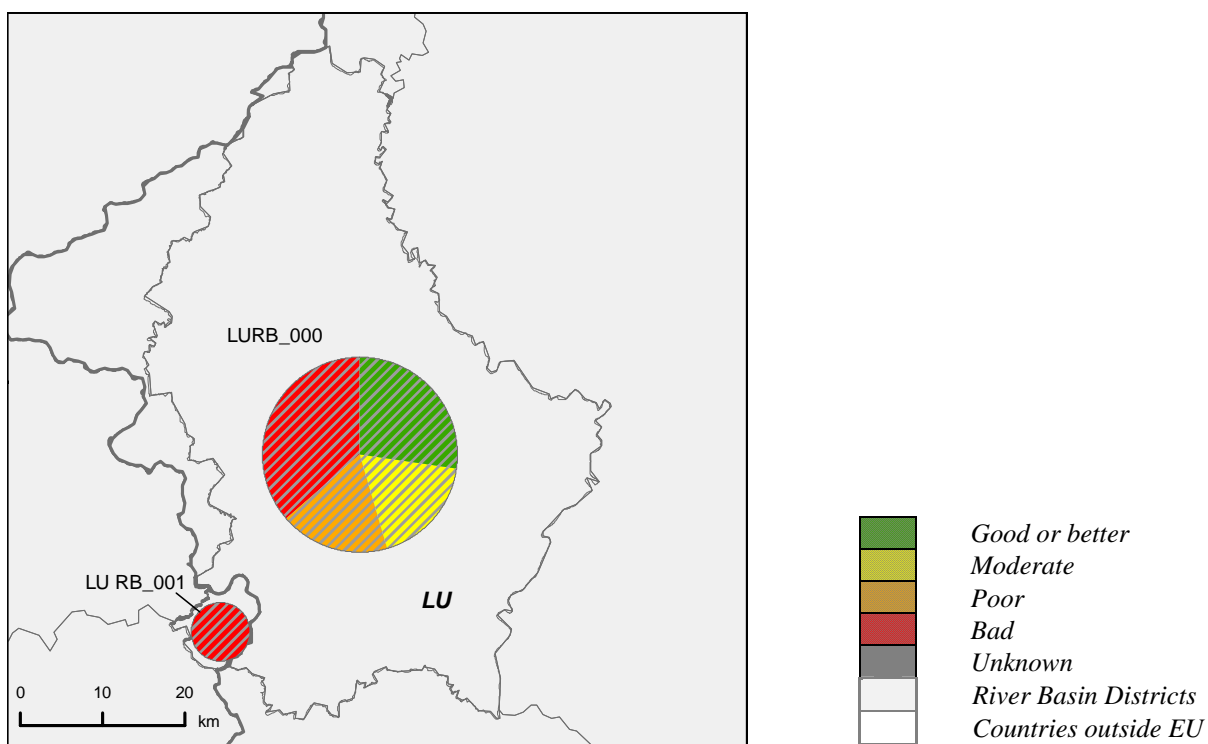 LURB_000
LU RB_001
LU
0 10 20
km
Good or better
Moderate
Poor
Bad
Unknown
River Basin Districts
Countries outside EU